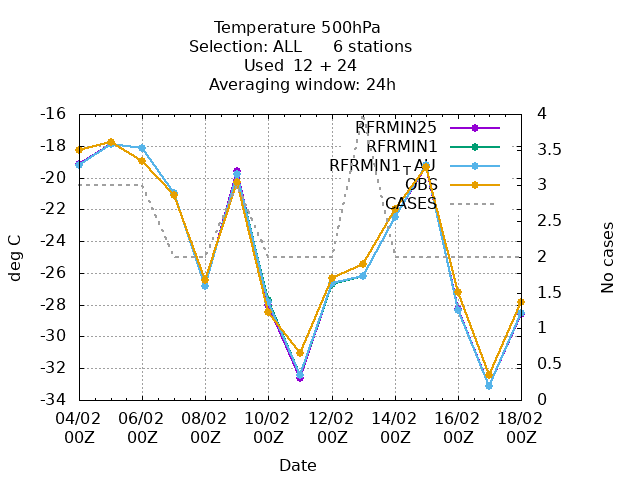 Temperature 500hPa
Selection: ALL 6 stations
Used 12 + 24
Averaging window: 24h
-16 4
RFRMIN25
-18 3.5
RFRMIN1
RFRMIN1_AU
-20 OBS 3
CASES
-22 2.5
-24 2
-26
-28 1.5
-30 1
-32 0.5
-34 0
deg C
No cases
04/02 06/02 08/02 10/02 12/02 14/02 16/02 18/02
00Z 00Z 00Z 00Z 00Z 00Z 00Z 00Z
Date